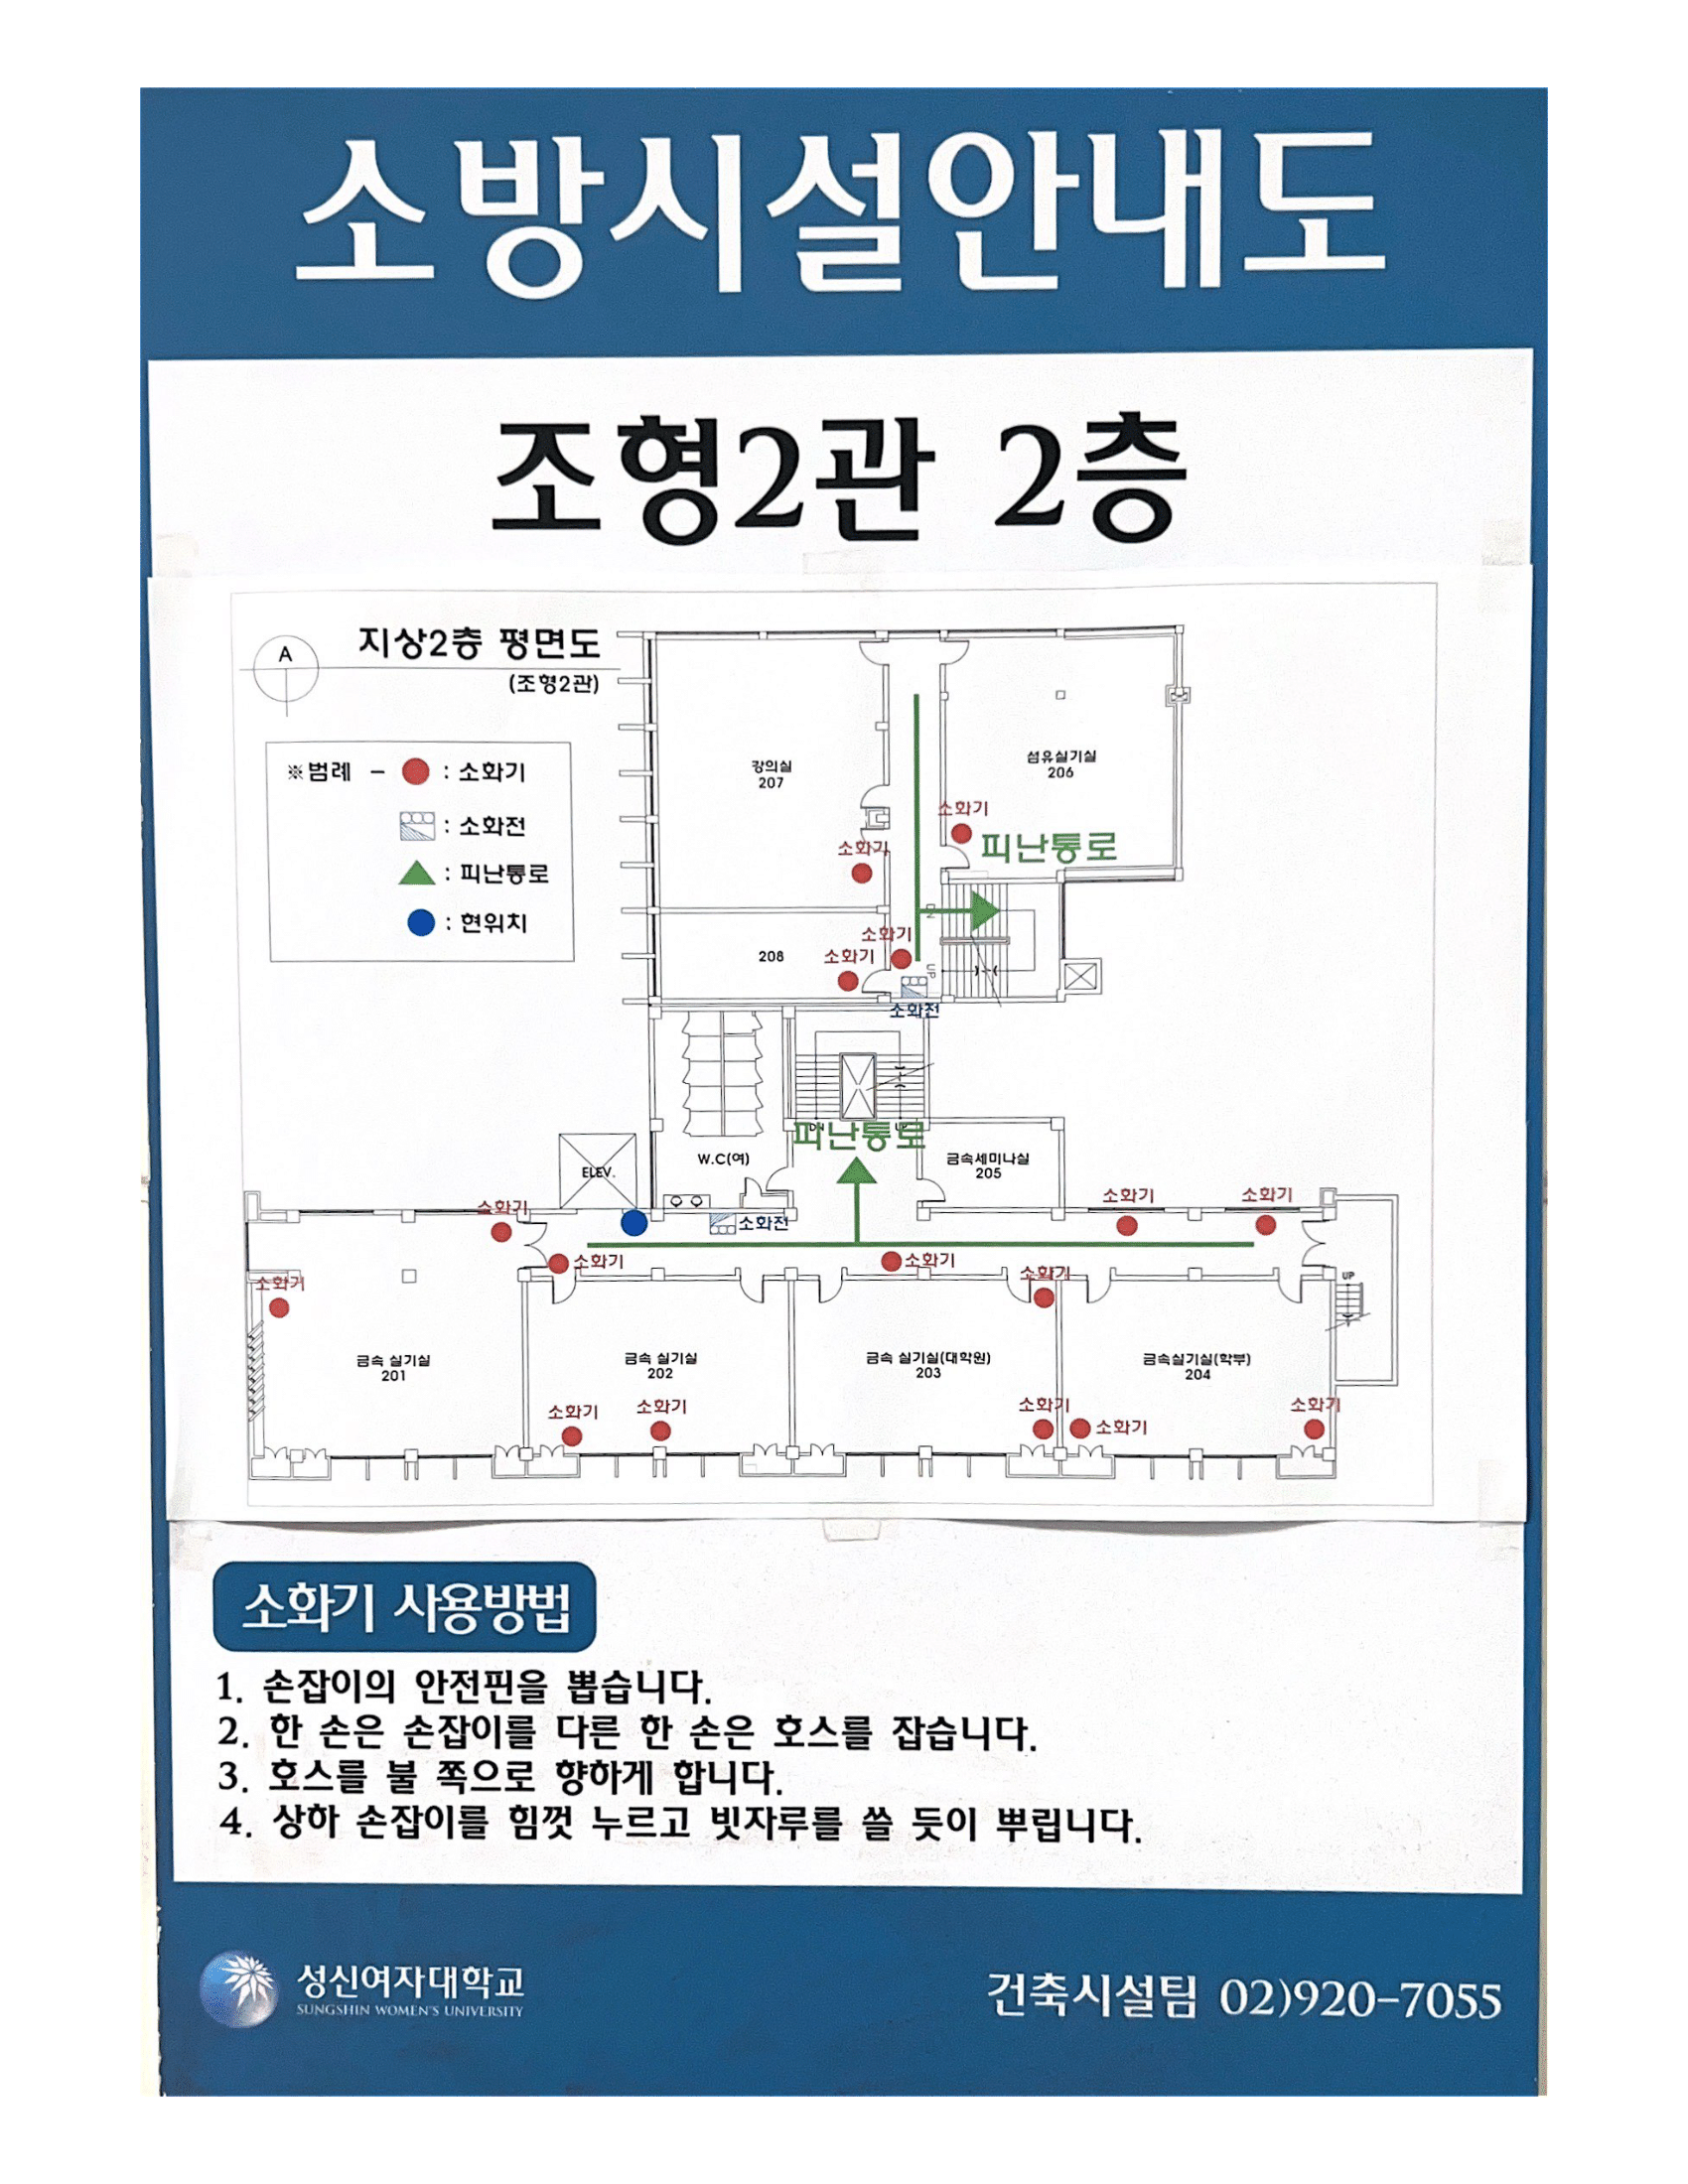 소방시설안내도
조형2관 2층
A
지상2층 평면도
(조형2관)
※범례 - : 소화기
: 소화전
: 피난통로
: 현위치
강의실
207
섬유실기실
206
소화기
피난통로
소화기
소화기
208
소화기
UP
소화전
DN
UP
피난통로
W.C(여)
금속세미나실
205
ELEV.
소화기
소화기
소화기
소화전
소화기
소화기
소화기
소화기
UP
금속 실기실
201
금속 실기실
202
금속 실기실(대학원)
203
금속실기실(학부)
204
소화기
소화기
소화기
소화기
소화기
소화기 사용방법
1. 손잡이의 안전핀을 뽑습니다.
2. 한 손은 손잡이를 다른 한 손은 호스를 잡습니다.
3. 호스를 불 쪽으로 향하게 합니다.
4. 상하 손잡이를 힘껏 누르고 빗자루를 쓸 듯이 뿌립니다.
성신여자대학교
SUNGSHIN WOMEN'S UNIVERSITY
건축시설팀 02)920-7055